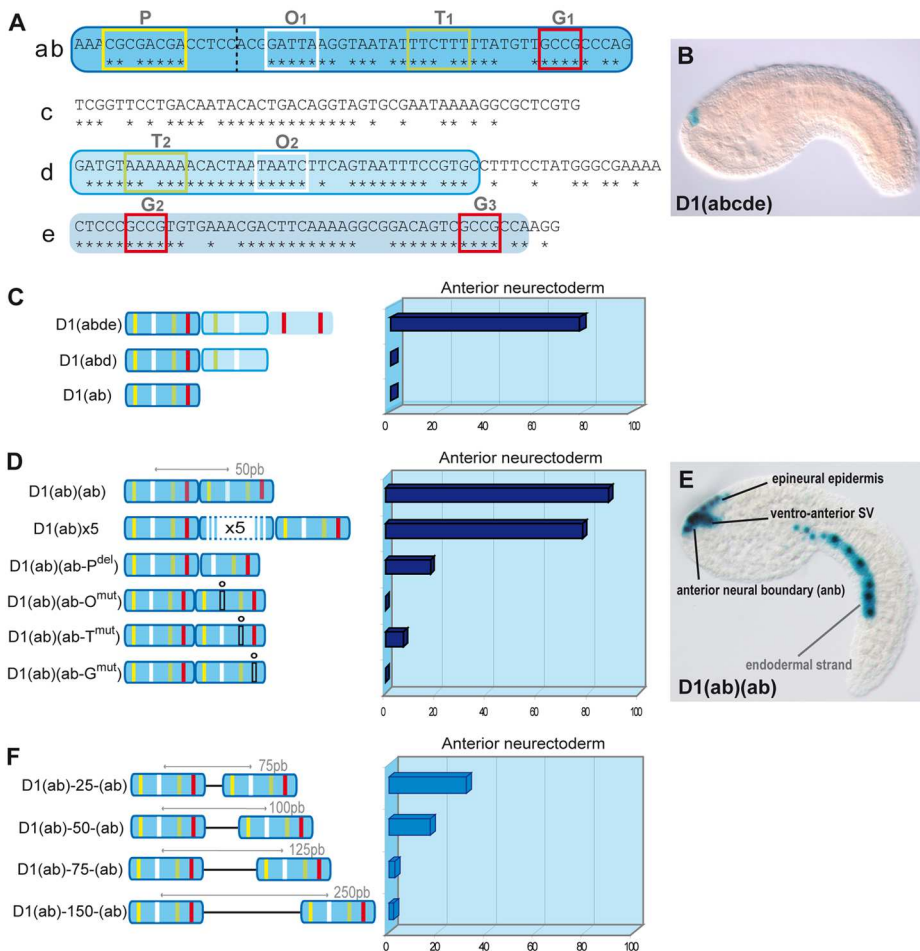 A
P O1 T1 G1
ab AAACGCGACGACCTCCACGGATTAAGGTAATATTTCTTTTTATGTTGCCGCCCAG
c TCGGTTCCTGACAATACACTGACAGGTAGTGCGAATAAAAGGCGCTCGTG
T2 O2
d GATGTAAAAAAACACTAATAATCTTCAGTAATTTCCGTGCCTTTCCTATGGGCGAAAA
G2 G3
e CTCCCGCCGTGTGAAACGACTTCAAAAGGCGGACAGTCGCCGCCAAGG
B
D1(abcde)
C
Anterior neurectoderm
D1(abde)
D1(abd)
D1(ab)
0 20 40 60 80 100
D
Anterior neurectoderm
50pb
D1(ab)(ab)
D1(ab)x5
x5
D1(ab)(ab-Pdel)
D1(ab)(ab-Omut)
D1(ab)(ab-Tmut)
D1(ab)(ab-Gmut)
0 20 40 60 80 100
E
epineural epidermis
ventro-anterior SV
anterior neural boundary (anb)
endodermal strand
D1(ab)(ab)
F
Anterior neurectoderm
75pb
D1(ab)-25-(ab)
100pb
D1(ab)-50-(ab)
125pb
D1(ab)-75-(ab)
250pb
D1(ab)-150-(ab)
0 20 40 60 80 100